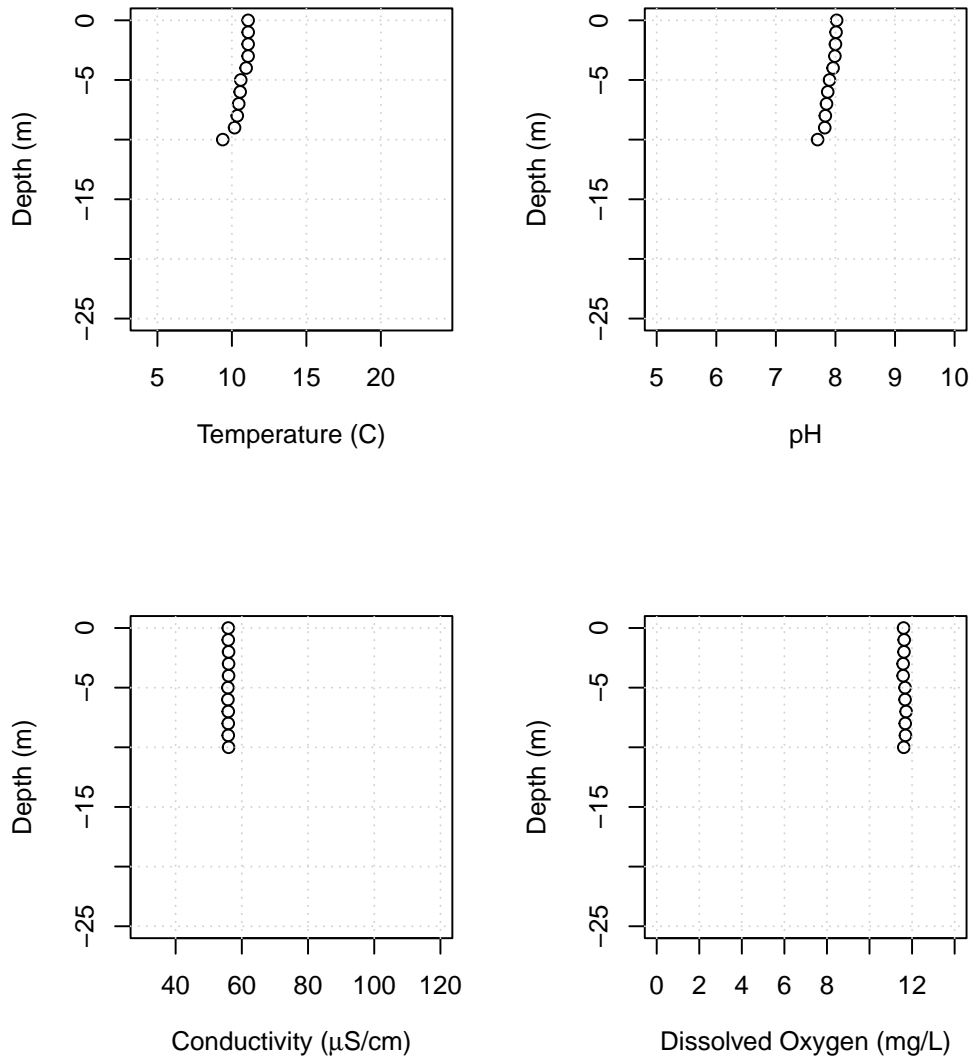 0
−5
−15
−25
Depth (m)
5 10 15 20
Temperature (C)
0
−5
−15
−25
Depth (m)
5 6 7 8 9 10
pH
0
−5
−15
−25
Depth (m)
40 60 80 100 120
Conductivity (μS/cm)
0
−5
−15
−25
Depth (m)
0 2 4 6 8 12
Dissolved Oxygen (mg/L)